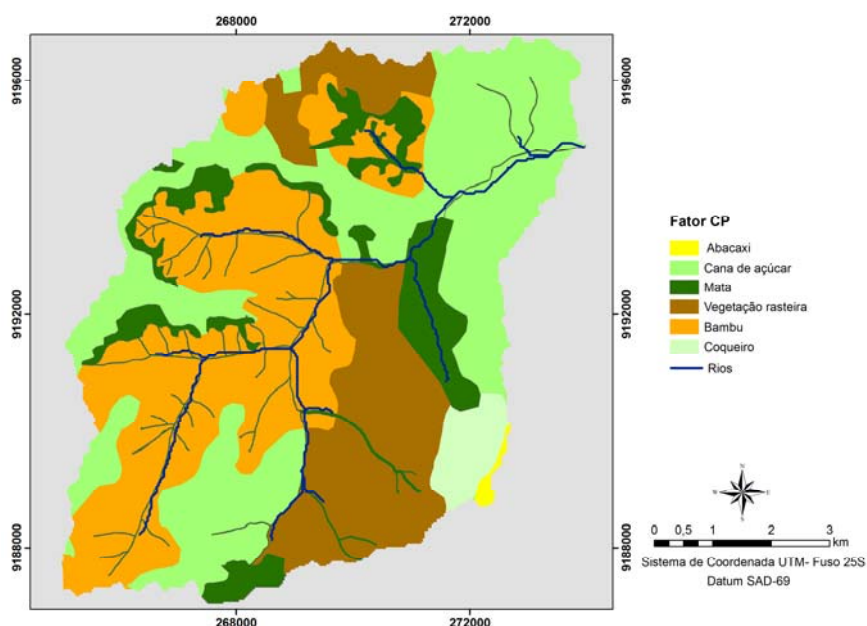 268000
272000
9196000
9196000
9192000
9192000
9188000
9188000
268000
272000
Fator CP
Abacaxi
Cana de açúcar
Mata
Vegetação rasteira
Bambu
Coqueiro
Rios
N
W
E
S
0 0,5 1 2 3
km
Sistema de Coordenada UTM- Fuso 25S
Datum SAD-69